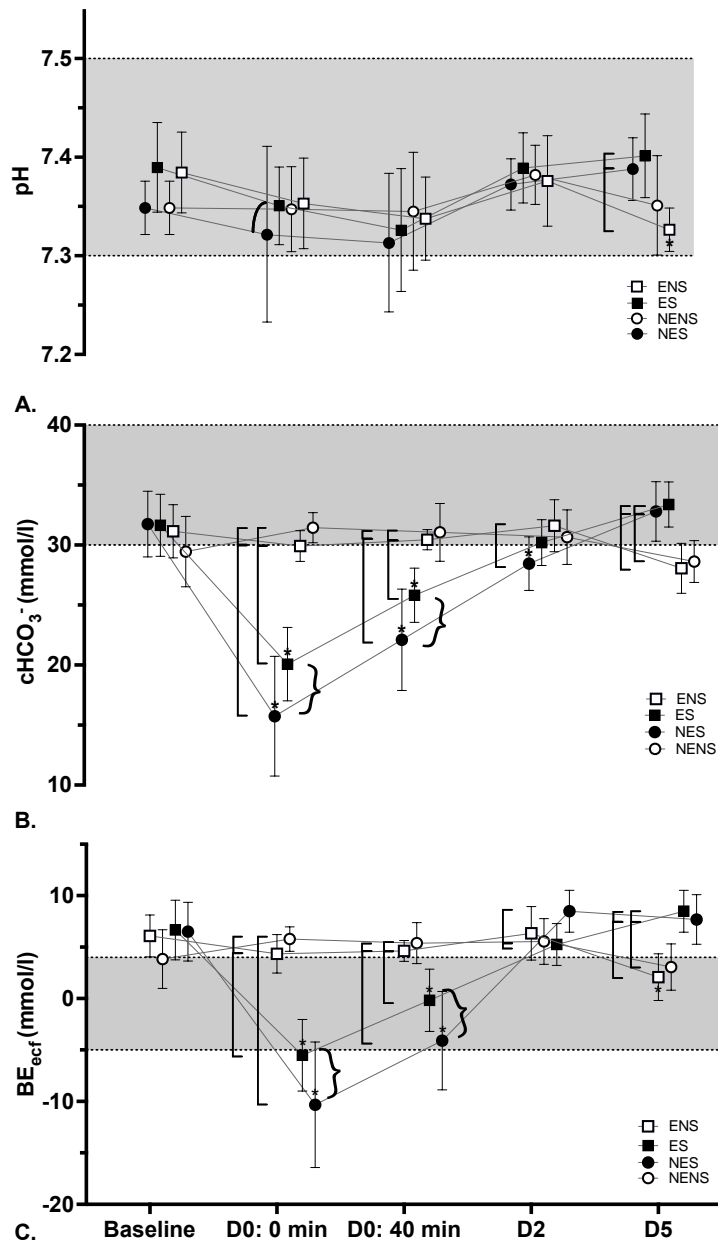 7.5
7.4
pH
7.3
7.2
*
ENS
ES
NENS
NES
A.
40
30
cHCO3- (mmol/l)
20
10
* * * * *
ENS
ES
NES
NENS
B.
10
0
BEecf (mmol/l)
-10
-20
* * * * *
ENS
ES
NES
NENS
C.
Baseline D0: 0 min D0: 40 min D2 D5